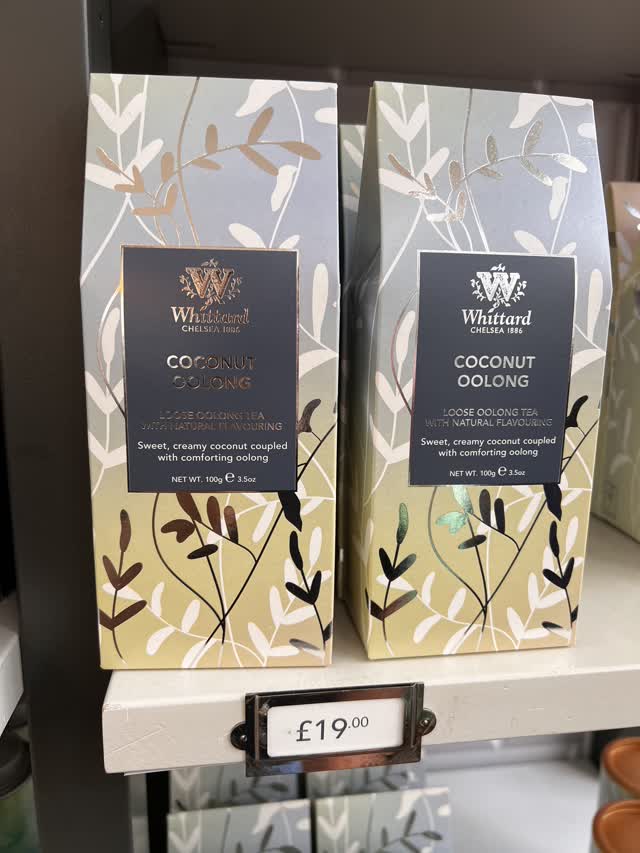 W
Whittard
CHELSEA 1886
COCONUT
OOLONG
LOOSE OOLONG TEA
WITH NATURAL FLAVOURING
Sweet, creamy coconut coupled
with comforting oolong
NET WT. 100g e 3.5oz
W
Whittard
CHELSEA 1886
COCONUT
OOLONG
LOOSE OOLONG TEA
WITH NATURAL FLAVOURING
Sweet, creamy coconut coupled
with comforting oolong
NET WT. 100g e 3.5oz
£19.00